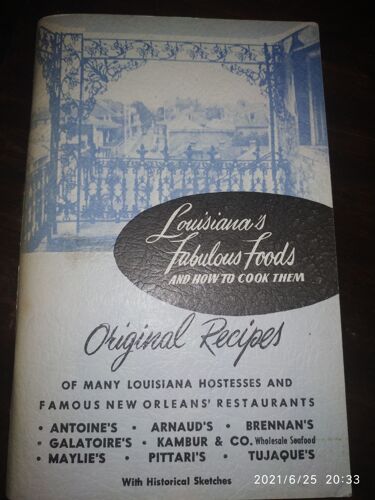 Louisiana's
Fabulous Foods
AND HOW TO COOK THEM
Original Recipes
OF MANY LOUISIANA HOSTESSES AND
FAMOUS NEW ORLEANS' RESTAURANTS
• ANTOINE'S • ARNAUD'S • BRENNAN'S
• GALATOIRE'S • KAMBUR & CO. Wholesale Seafood
• MAYLIE'S • PITTARI'S • TUJAQUE'S
With Historical Sketches
2021/6/25 20:33